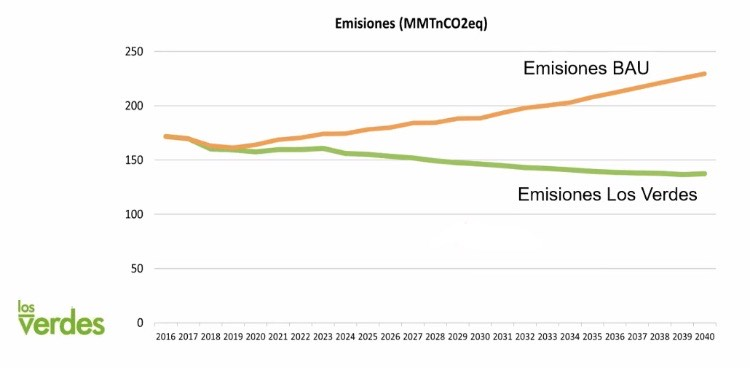 Emisiones (MMTnCO2eq)
250
Emisiones BAU
200
150
Emisiones Los Verdes
100
50
0
2016 2017 2018 2019 2020 2021 2022 2023 2024 2025 2026 2027 2028 2029 2030 2031 2032 2033 2034 2035 2036 2037 2038 2039 2040
los
verdes